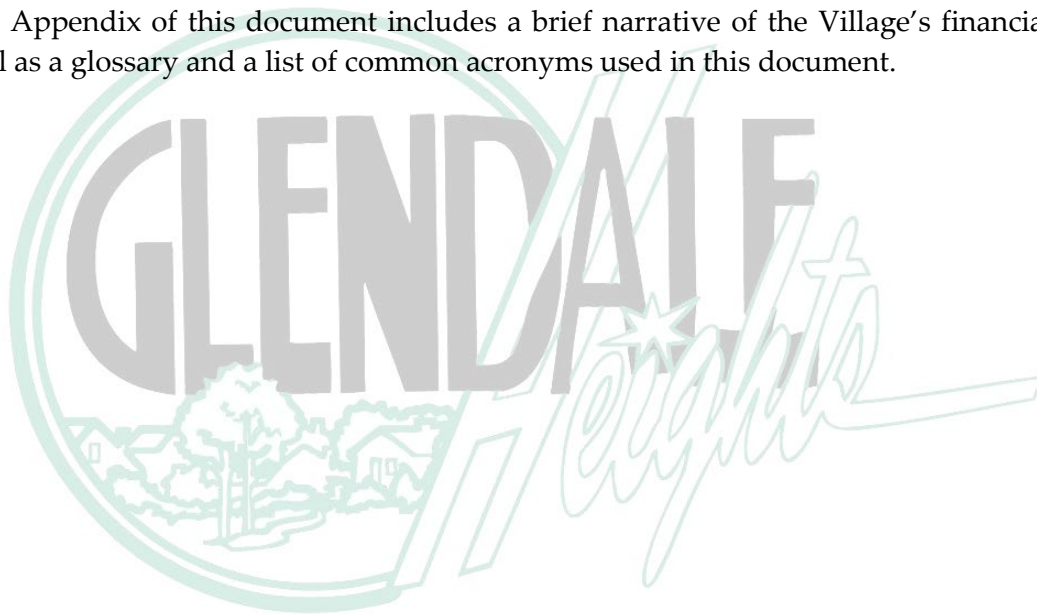 Appendix of this document includes a brief narrative of the Village’s financia
l as a glossary and a list of common acronyms used in this document.
GLENDALE
Heights